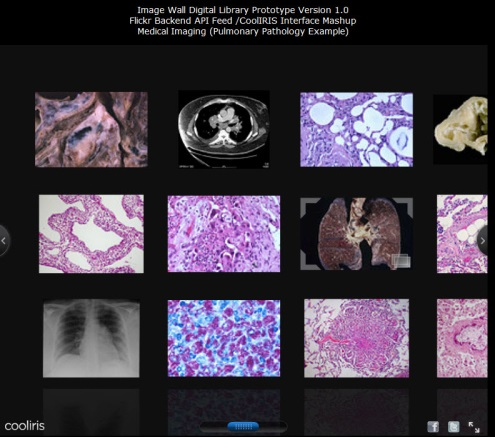 Image Wall Digital Library Prototype Version 1.0
Flickr Backend API Feed /CoolIRIS Interface Mashup
Medical Imaging (Pulmonary Pathology Example)
cooliris